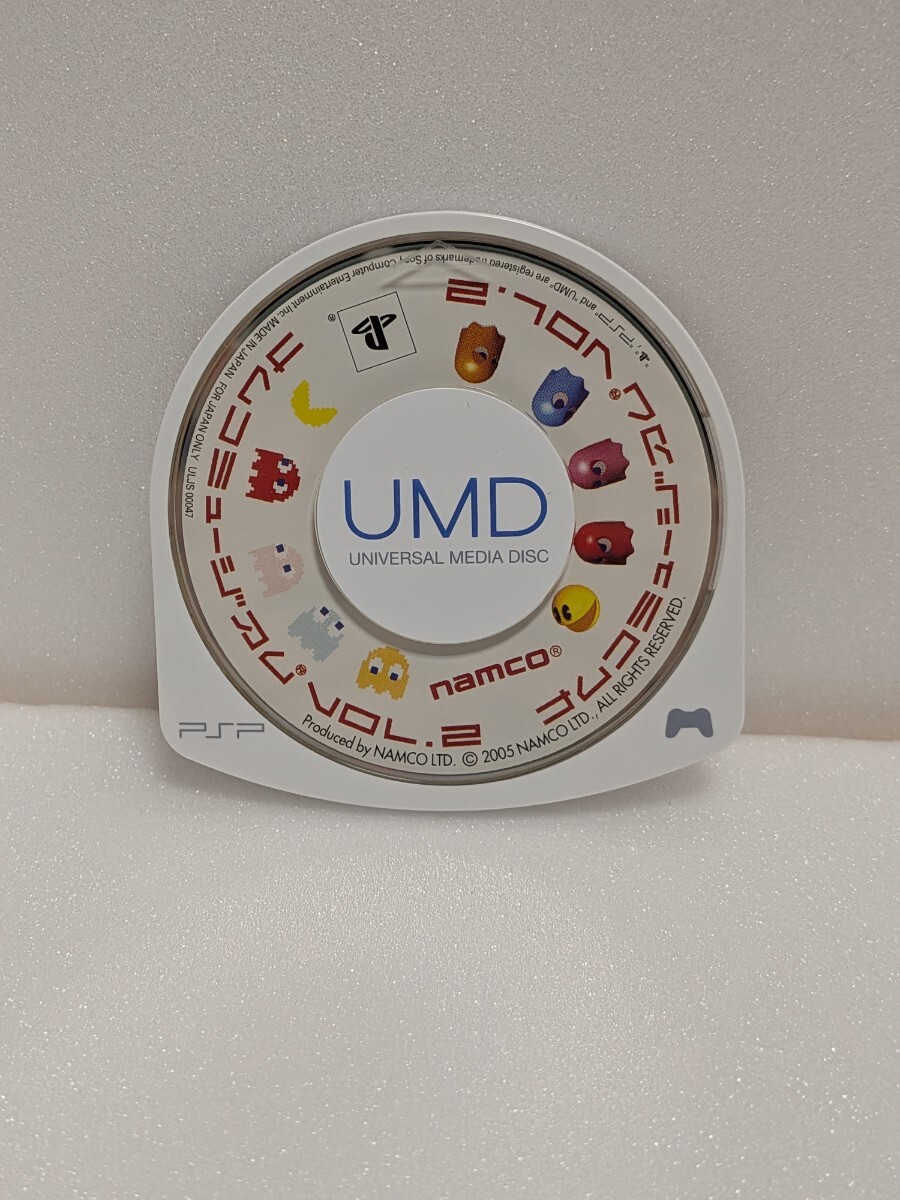 UMD
UNIVERSAL MEDIA DISC
ナムコミュージアム® VOL.2
ナムコミュージアム® VOL.2
namco®
"PSP" and "UMD" are registered trademarks of Sony Computer Entertainment Inc. MADE IN JAPAN FOR JAPAN ONLY ULJS 00047
®
Produced by NAMCO LTD. © 2005 NAMCO LTD., ALL RIGHTS RESERVED.
PSP